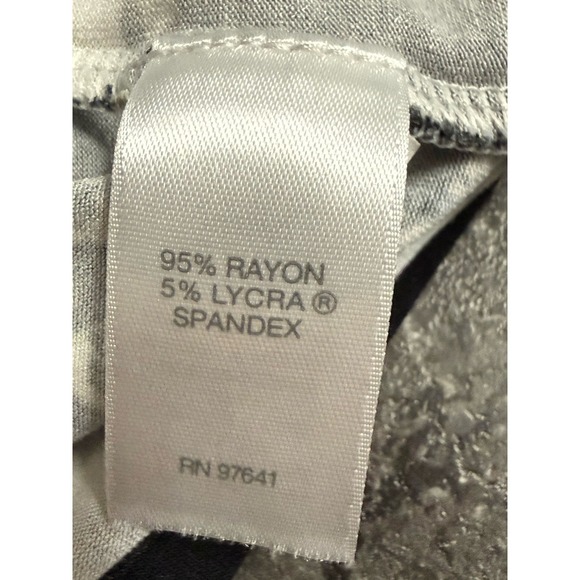 95% RAYON
5% LYCRA ®
SPANDEX
RN 97641